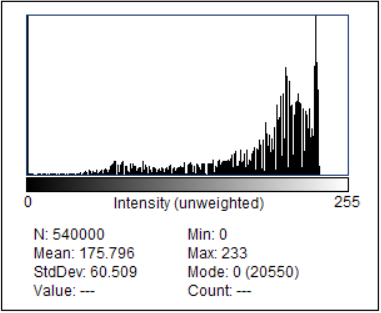 0 Intensity (unweighted) 255
N: 540000 Min: 0
Mean: 175.796 Max: 233
StdDev: 60.509 Mode: 0 (20550)
Value: --- Count: ---